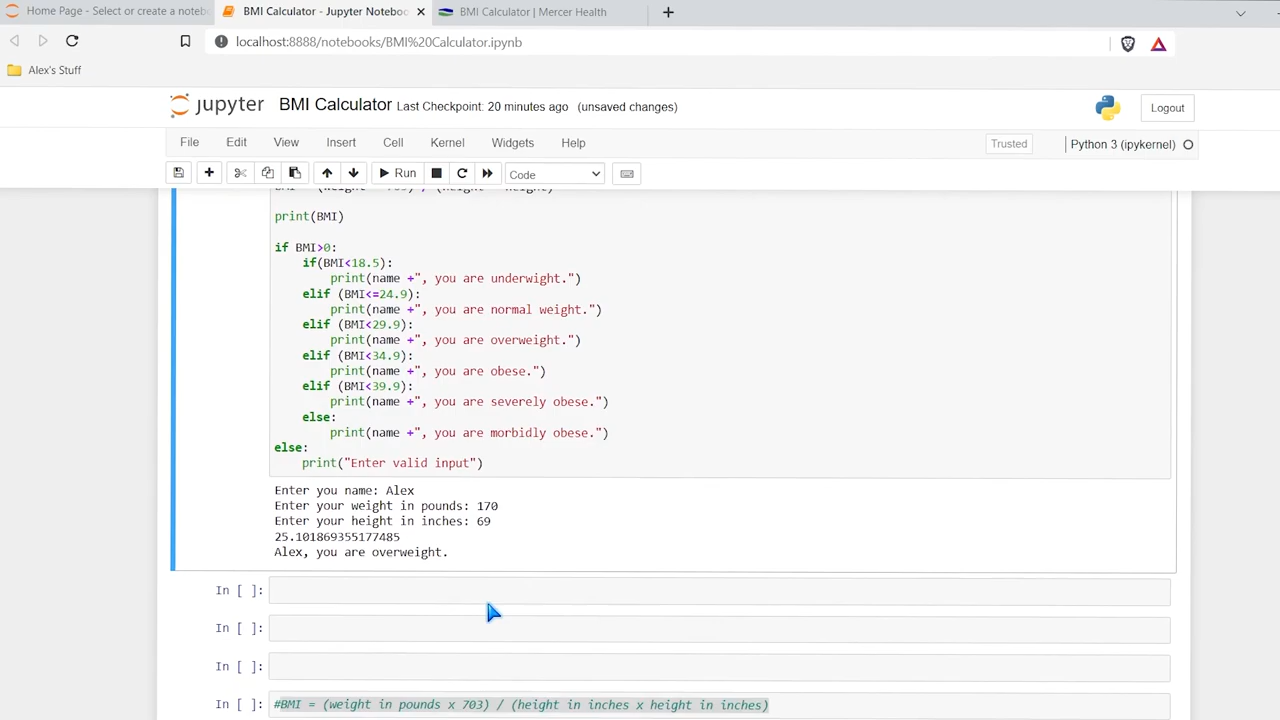 Home Page - Select or create a noteb
BMI Calculator - Jupyter Notebo
BMI Calculator | Mercer Health
localhost:8888/notebooks/BMI%20Calculator.ipynb
Alex's Stuff
jupyter BMI Calculator Last Checkpoint: 20 minutes ago (unsaved changes)
Logout
File Edit View Insert Cell Kernel Widgets Help
Trusted
Python 3 (ipykernel)
Run
Code
print(BMI)
if BMI>0:
if(BMI<18.5):
print(name +", you are underwight.")
elif (BMI<=24.9):
print(name +", you are normal weight.")
elif (BMI<29.9):
print(name +", you are overweight.")
elif (BMI<34.9):
print(name +", you are obese.")
elif (BMI<39.9):
print(name +", you are severely obese.")
else:
print(name +", you are morbidly obese.")
else:
print("Enter valid input")
Enter you name: Alex
Enter your weight in pounds: 170
Enter your height in inches: 69
25.101869355177485
Alex, you are overweight.
In [ ]:
In [ ]:
In [ ]:
In [ ]: #BMI = (weight in pounds x 703) / (height in inches x height in inches)